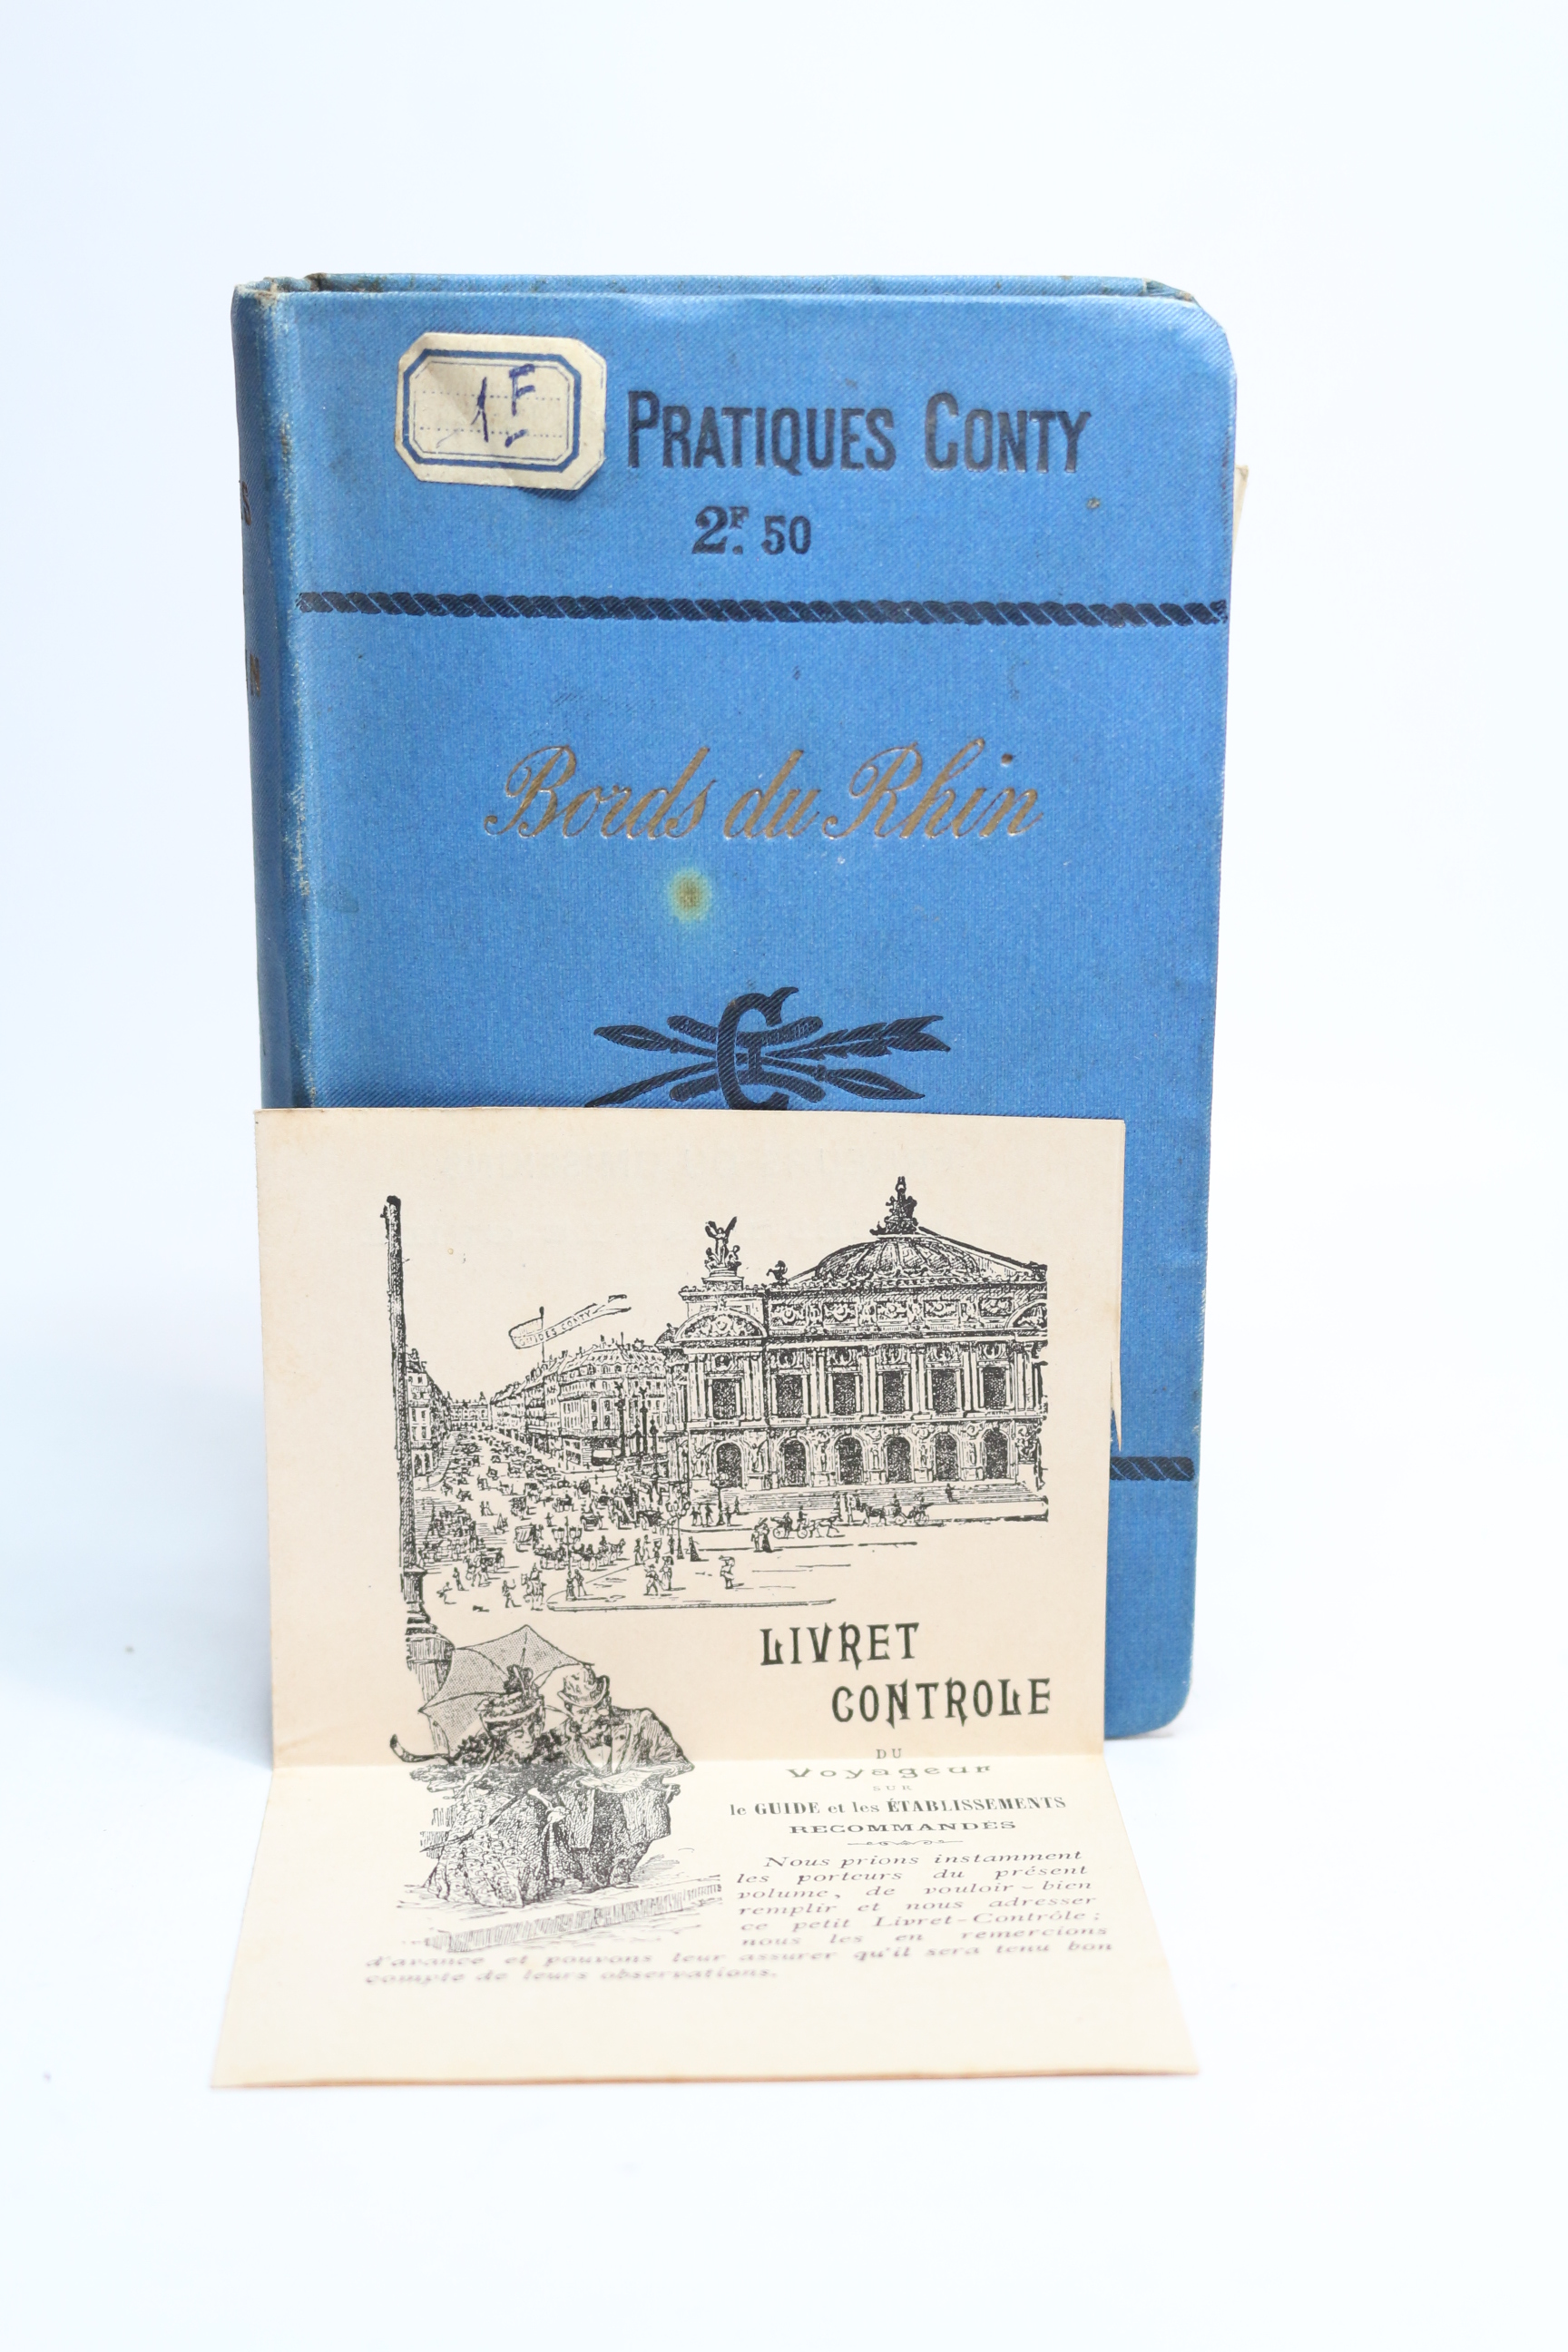 1F
PRATIQUES CONTY
2F. 50
Bords du Rhin
C
GUIDES CONTY
LIVRET
CONTROLE
DU
Voyageur
SUR
le GUIDE et les ÉTABLISSEMENTS
RECOMMANDÉS
Nous prions instamment
les porteurs du présent
volume, de vouloir-bien
remplir et nous adresser
ce petit Livret-Contrôle ;
nous les en remercions
d'avance et pouvons leur assurer qu'il sera tenu bon
compte de leurs observations.